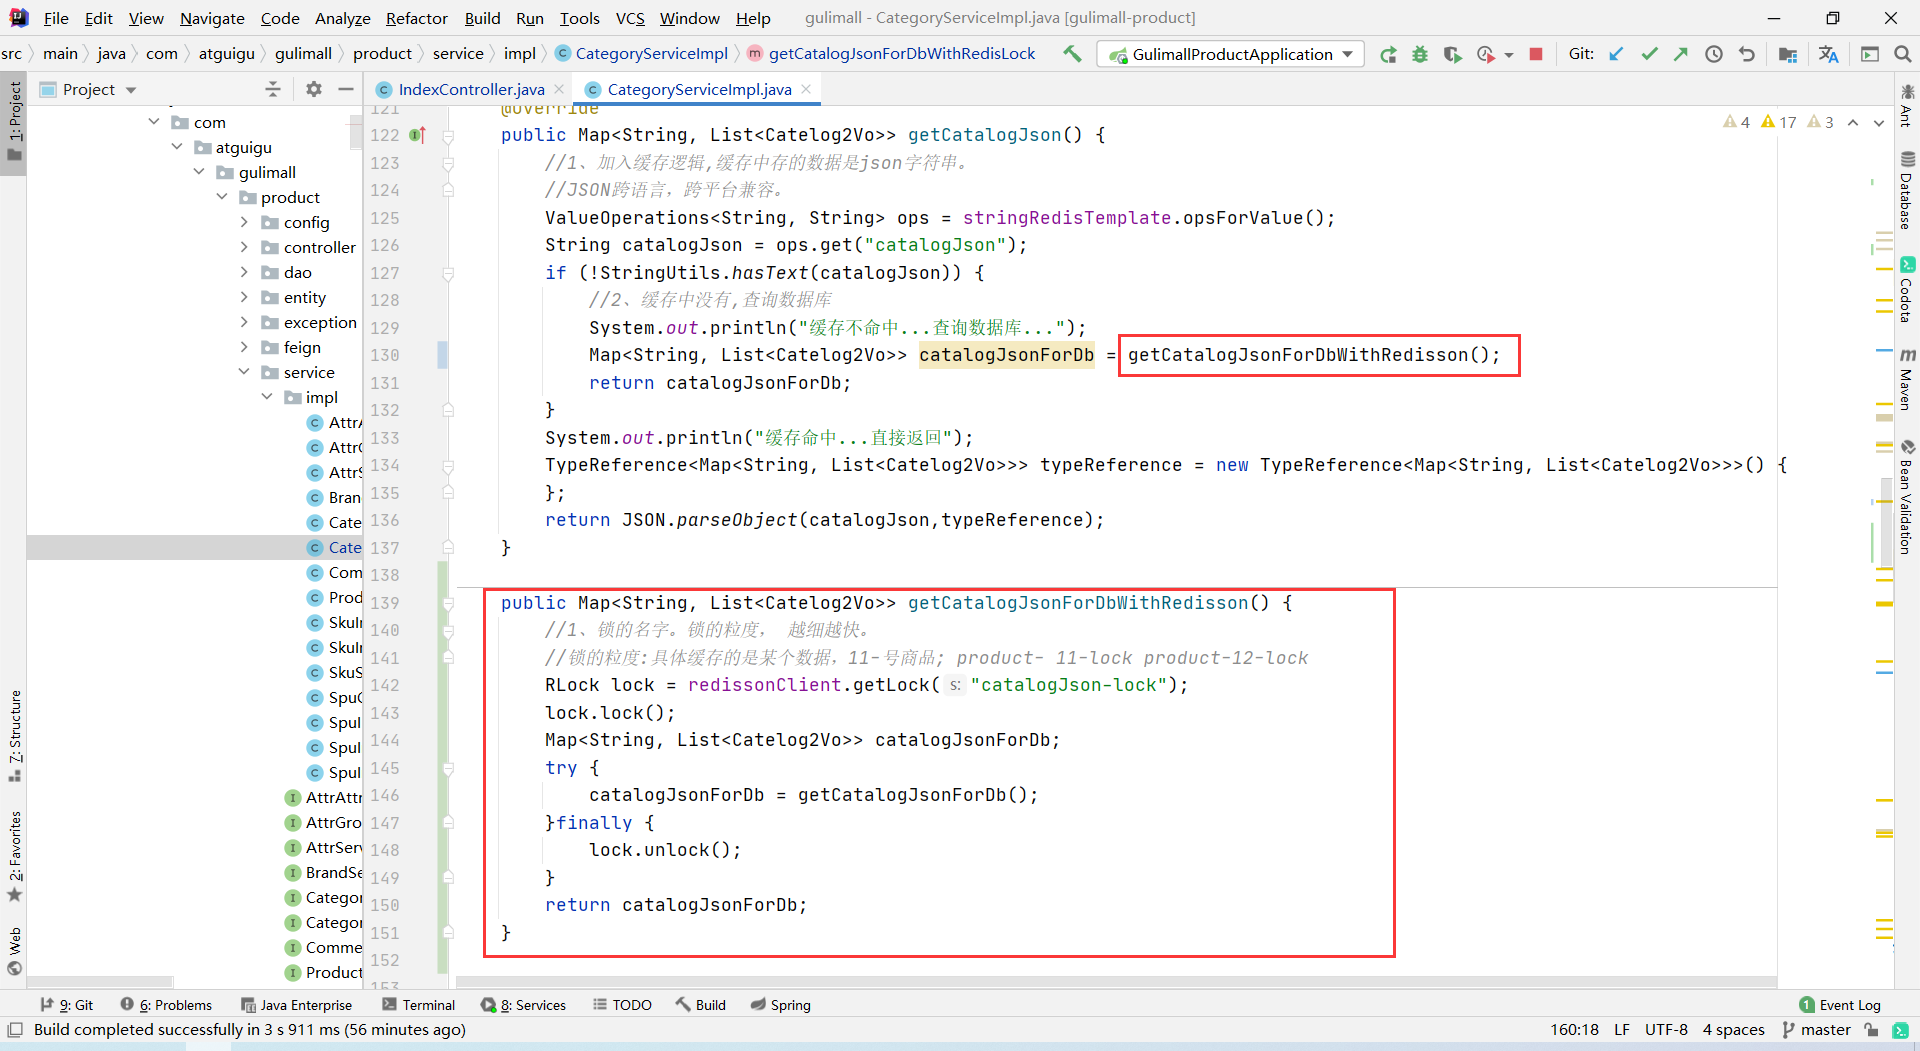 File Edit View Navigate Code Analyze Refactor Build Run Tools VCS Window Help gulimall - CategoryServiceImpl.java [gulimall-product]
src main java com atguigu gulimall product service impl CategoryServiceImpl getCatalogJsonForDbWithRedisLock GulimallProductApplication Git:
Project
IndexController.java CategoryServiceImpl.java
1: Project
7: Structure
2: Favorites
Web
com
atguigu
gulimall
product
config
controller
dao
entity
exception
feign
service
impl
AttrA
AttrG
AttrS
Bran
Cate
Cate
Com
Prod
SkuIn
SkuIn
SkuS
SpuC
SpuI
SpuI
SpuI
AttrAttr
AttrGro
AttrServ
BrandSe
Categor
Categor
Comme
Product
4 17 3
121 @Override
122 public Map<String, List<Catelog2Vo>> getCatalogJson() {
123 //1、加入缓存逻辑,缓存中存的数据是json字符串。
124 //JSON跨语言，跨平台兼容。
125 ValueOperations<String, String> ops = stringRedisTemplate.opsForValue();
126 String catalogJson = ops.get("catalogJson");
127 if (!StringUtils.hasText(catalogJson)) {
128 //2、缓存中没有,查询数据库
129 System.out.println("缓存不命中...查询数据库...");
130 Map<String, List<Catelog2Vo>> catalogJsonForDb = getCatalogJsonForDbWithRedisson();
131 return catalogJsonForDb;
132 }
133 System.out.println("缓存命中...直接返回");
134 TypeReference<Map<String, List<Catelog2Vo>>> typeReference = new TypeReference<Map<String, List<Catelog2Vo>>>() {
135 };
136 return JSON.parseObject(catalogJson,typeReference);
137 }
138
139 public Map<String, List<Catelog2Vo>> getCatalogJsonForDbWithRedisson() {
140 //1、锁的名字。锁的粒度， 越细越快。
141 //锁的粒度:具体缓存的是某个数据，11-号商品; product- 11-lock product-12-lock
142 RLock lock = redissonClient.getLock( s: "catalogJson-lock");
143 lock.lock();
144 Map<String, List<Catelog2Vo>> catalogJsonForDb;
145 try {
146 catalogJsonForDb = getCatalogJsonForDb();
147 }finally {
148 lock.unlock();
149 }
150 return catalogJsonForDb;
151 }
152
153
Ant
Database
Codota
Maven
Bean Validation
9: Git 6: Problems Java Enterprise Terminal 8: Services TODO Build Spring 1 Event Log
Build completed successfully in 3 s 911 ms (56 minutes ago) 160:18 LF UTF-8 4 spaces master